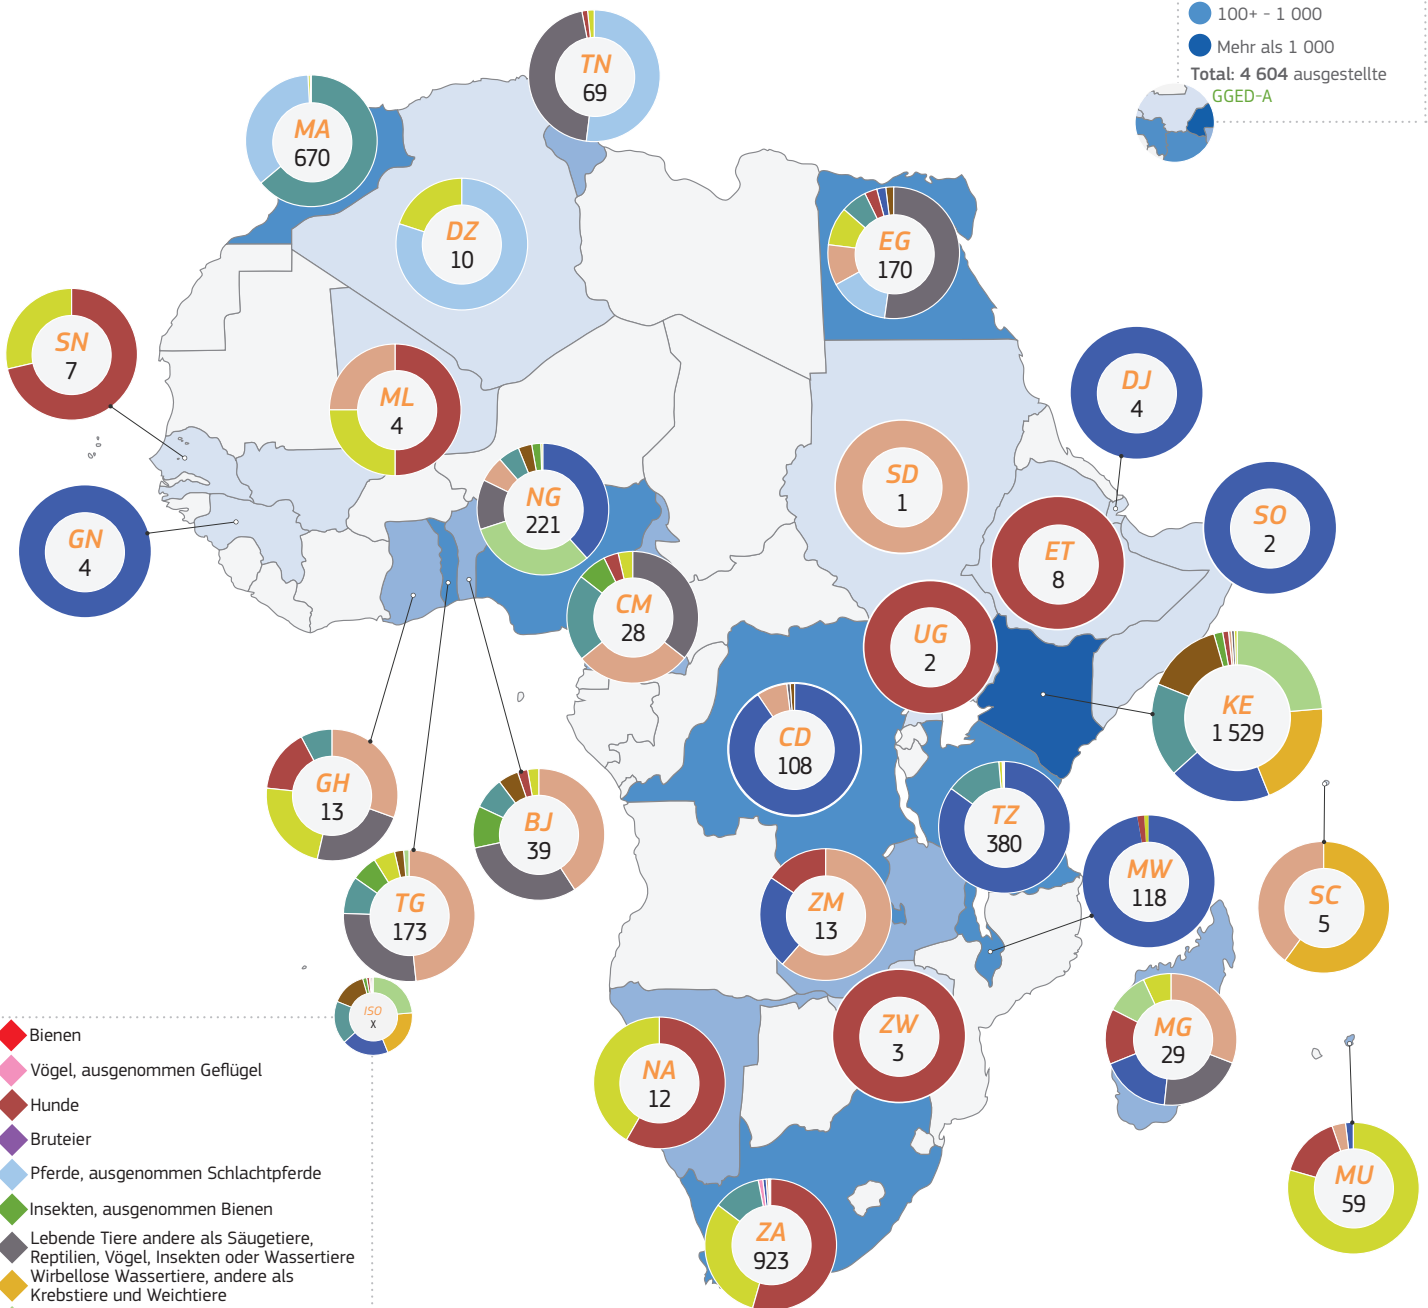 100+ - 1 000
Mehr als 1 000
Total: 4 604 ausgestellte
GGED-A
TN
69
MA
670
DZ
10
EG
170
SN
7
ML
4
DJ
4
SD
1
NG
221
GN
4
SO
2
ET
8
CM
28
UG
2
KE
1 529
CD
108
GH
13
BJ
39
TZ
380
MW
118
TG
173
ZM
13
SC
5
ISO
x
ZW
3
MG
29
NA
12
MU
59
ZA
923
Bienen
Vögel, ausgenommen Geflügel
Hunde
Bruteier
Pferde, ausgenommen Schlachtpferde
Insekten, ausgenommen Bienen
Lebende Tiere andere als Säugetiere,
Reptilien, Vögel, Insekten oder Wassertiere
Wirbellose Wassertiere, andere als
Krebstiere und Weichtiere